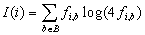 I(i) = ∑_{b∈B} f_{i,b} log(4 f_{i,b})